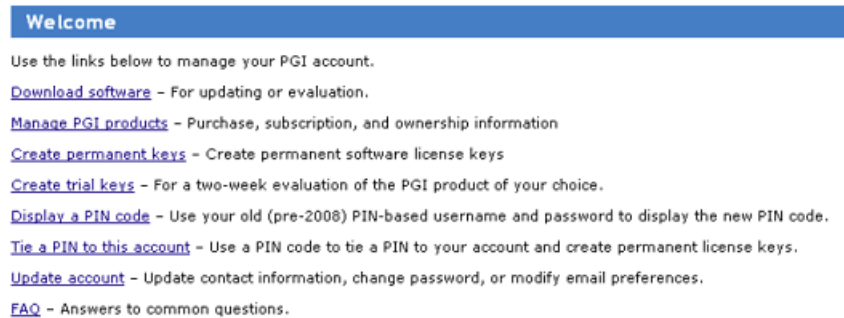 Welcome
Use the links below to manage your PGI account.
Download software – For updating or evaluation.
Manage PGI products – Purchase, subscription, and ownership information
Create permanent keys – Create permanent software license keys
Create trial keys – For a two-week evaluation of the PGI product of your choice.
Display a PIN code – Use your old (pre-2008) PIN-based username and password to display the new PIN code.
Tie a PIN to this account – Use a PIN code to tie a PIN to your account and create permanent license keys.
Update account – Update contact information, change password, or modify email preferences.
FAQ – Answers to common questions.